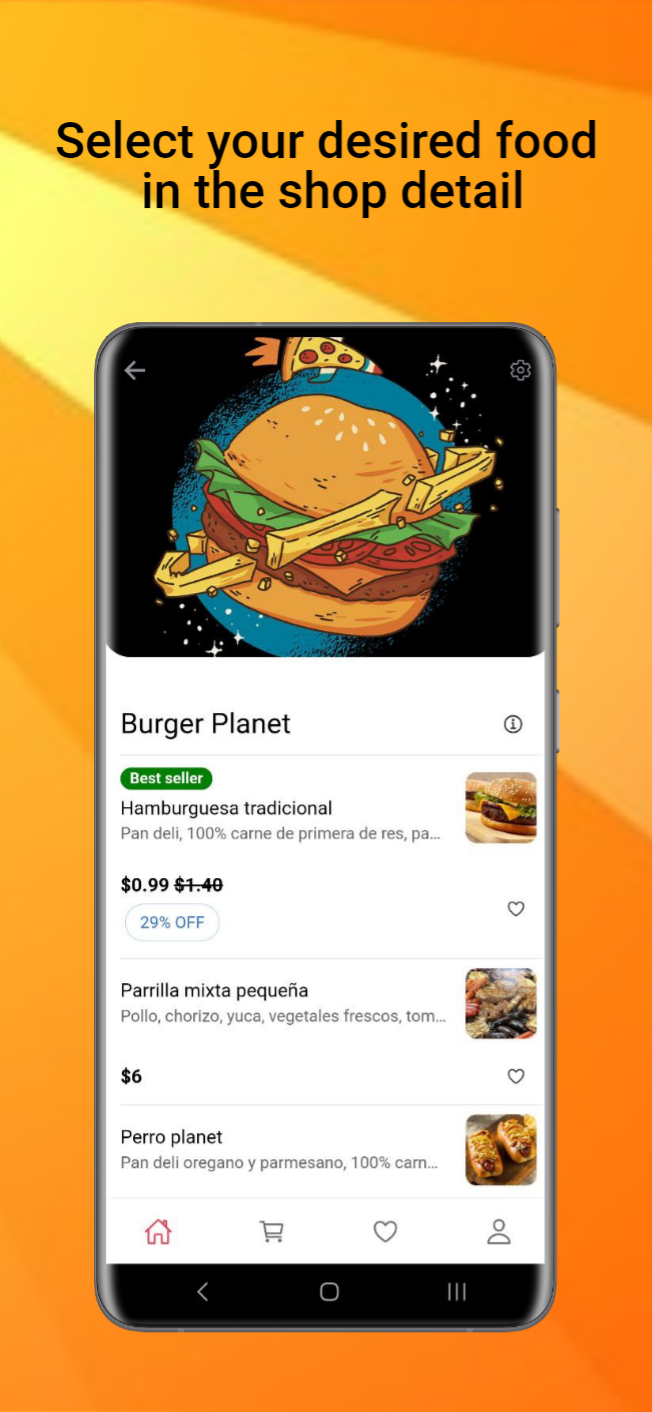 Select your desired food
in the shop detail
Burger Planet
Best seller
Hamburguesa tradicional
Pan deli, 100% carne de primera de res, pa...
$0.99 $1.40
29% OFF
Parrilla mixta pequeña
Pollo, chorizo, yuca, vegetales frescos, tom...
$6
Perro planet
Pan deli oregano y parmesano, 100% carn...